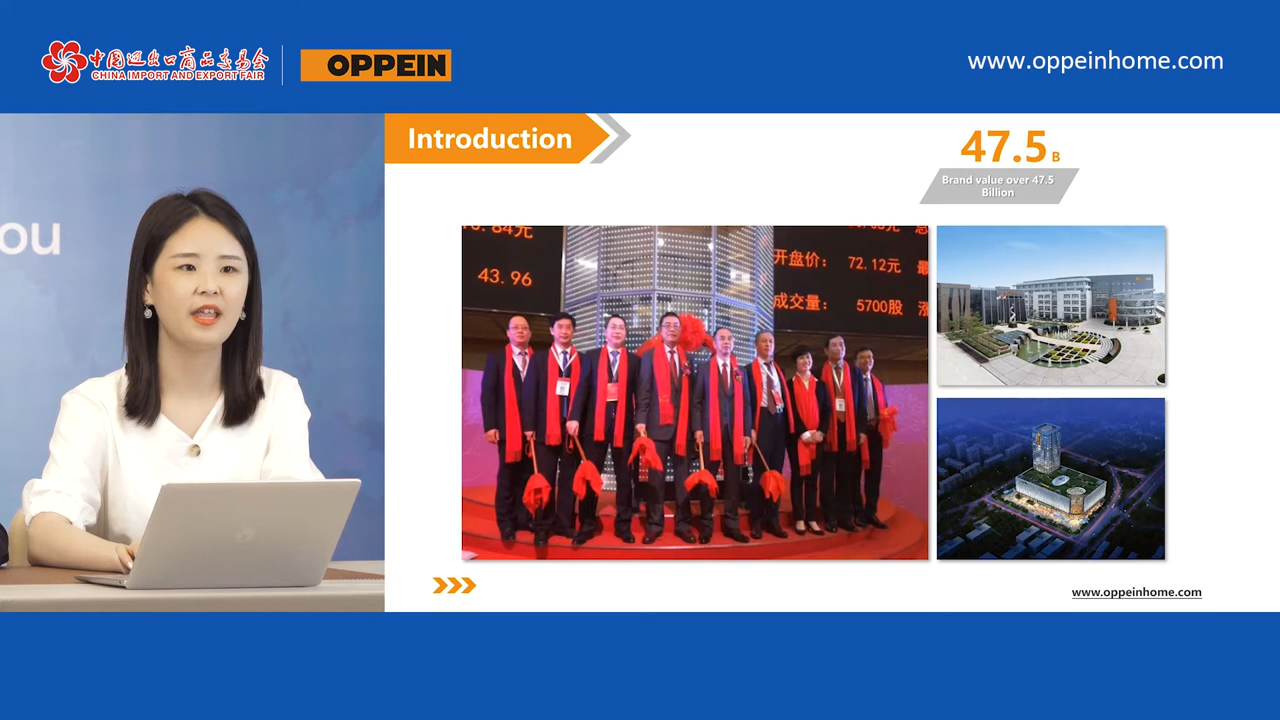 中国进出口商品交易会
CHINA IMPORT AND EXPORT FAIR
OPPEIN
www.oppeinhome.com
ou
Introduction
47.5 B
Brand value over 47.5
Billion
43.96
开盘价: 72.12元
成交量: 5700股
www.oppeinhome.com